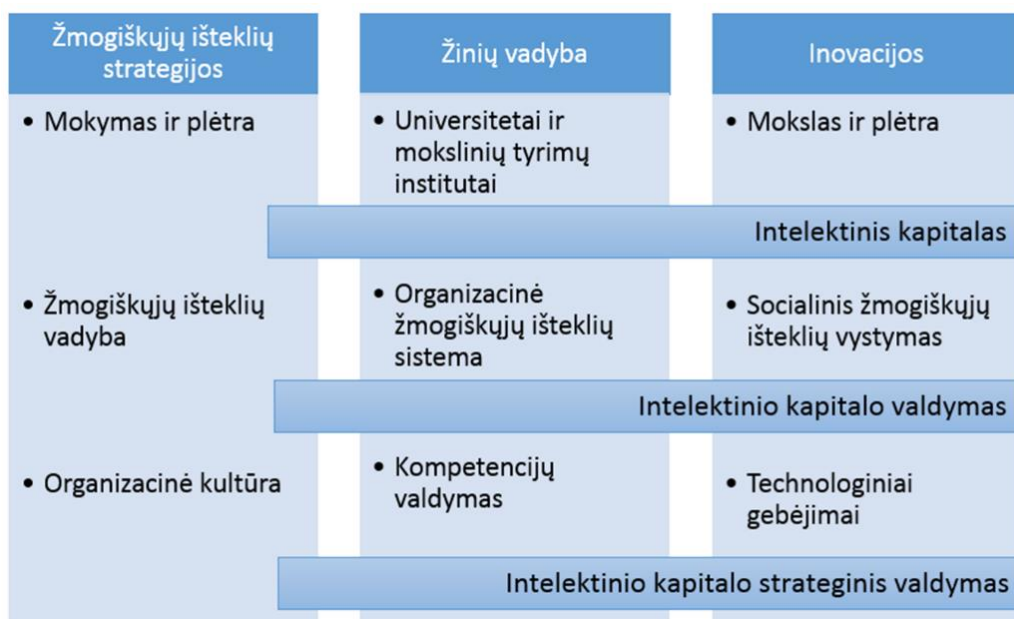 Žmogiškųjų išteklių
strategijos
Žinių vadyba
Inovacijos
• Mokymas ir plėtra
• Universitetai ir
mokslinių tyrimų
institutai
• Mokslas ir plėtra
Intelektinis kapitalas
• Žmogiškųjų išteklių
vadyba
• Organizacinė
žmogiškųjų išteklių
sistema
• Socialinis žmogiškųjų
išteklių vystymas
Intelektinio kapitalo valdymas
• Organizacinė kultūra
• Kompetencijų
valdymas
• Technologiniai
gebėjimai
Intelektinio kapitalo strateginis valdymas